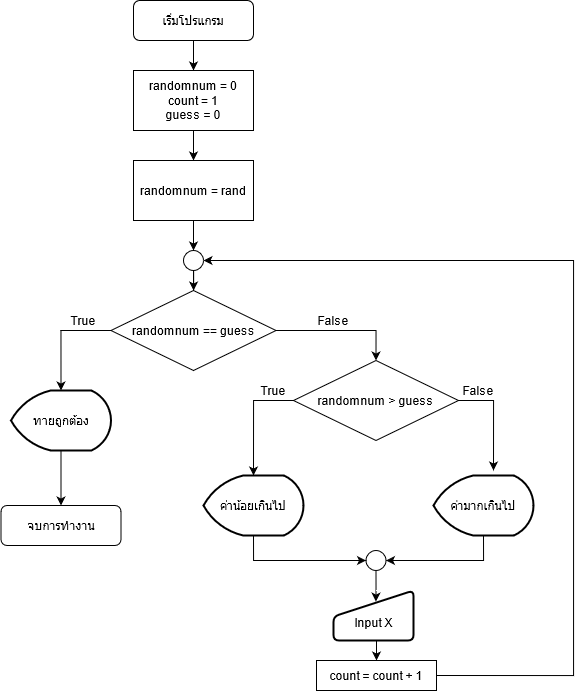 เริ่มโปรแกรม
randomnum = 0
count = 1
guess = 0
randomnum = rand
True
randomnum == guess
False
ทายถูกต้อง
จบการทำงาน
True
randomnum > guess
False
ค่าน้อยเกินไป
ค่ามากเกินไป
Input X
count = count + 1